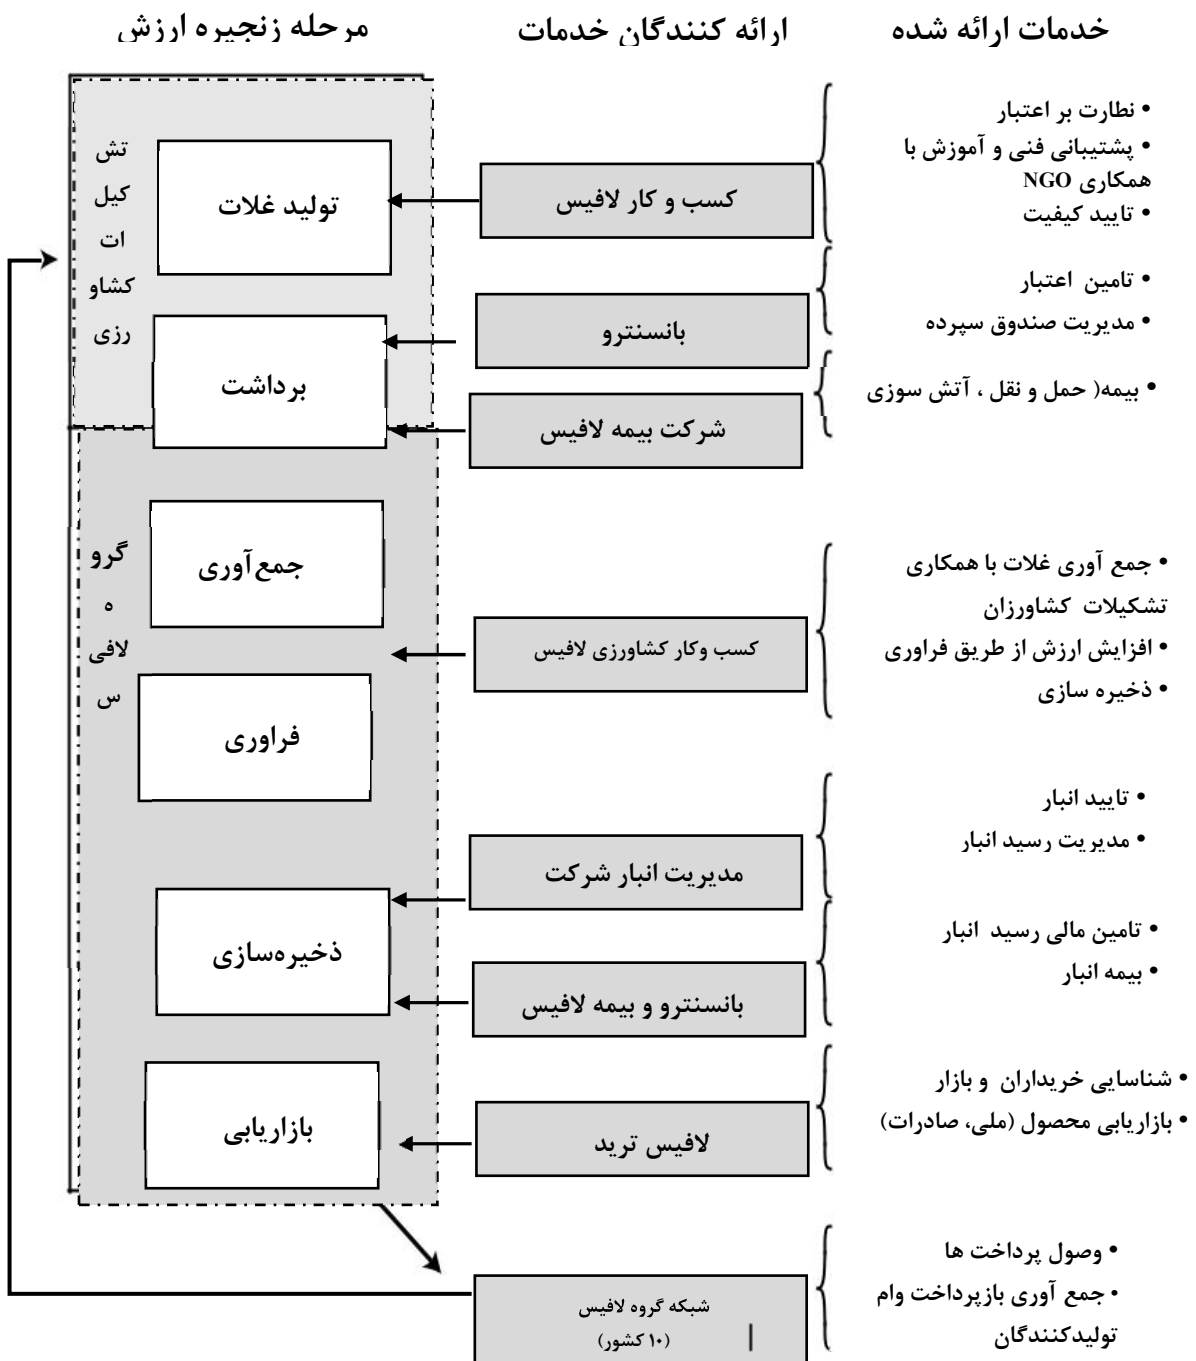 خدمات ارائه شده
ارائه کنندگان خدمات
مرحله زنجیره ارزش
• نطارت بر اعتبار
• پشتیبانی فنی و آموزش با
همکاری NGO
• تایید کیفیت
کسب و کار لافیس
تولید غلات
تش
کیل
ات
کشاو
رزی
• تامین اعتبار
• مدیریت صندوق سپرده
بانسنترو
برداشت
• بیمه( حمل و نقل ، آتش سوزی
شرکت بیمه لافیس
• جمع آوری غلات با همکاری
تشکیلات کشاورزان
• افزایش ارزش از طریق فراوری
• ذخیره سازی
کسب وکار کشاورزی لافیس
جمع‌آوری
فراوری
گرو
ه
لافی
س
• تایید انبار
• مدیریت رسید انبار
مدیریت انبار شرکت
ذخیره‌سازی
• تامین مالی رسید انبار
• بیمه انبار
بانسنترو و بیمه لافیس
• شناسایی خریداران و بازار
• بازاریابی محصول (ملی، صادرات)
لافیس ترید
بازاریابی
• وصول پرداخت ها
• جمع آوری بازپرداخت وام
تولیدکنندگان
شبکه گروه لافیس
(۱۰ کشور)